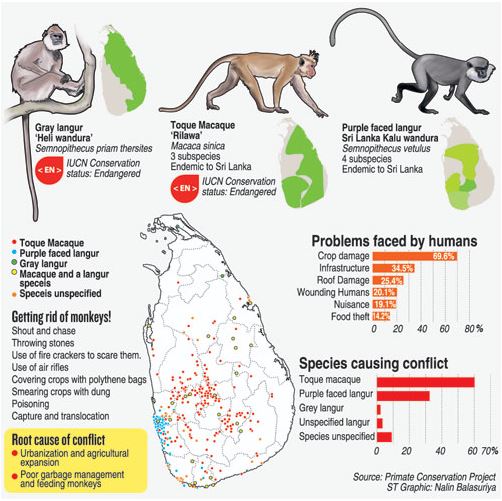 Gray langur
'Heli wandura'
Semnopithecus priam thersites
< EN >
IUCN Conservation
status: Endangered
Toque Macaque
'Rilawa'
Macaca sinica
3 subspecies
Endemic to Sri Lanka
< EN >
IUCN Conservation
status: Endangered
Purple faced langur
Sri Lanka Kalu wandura
Semnopithecus vetulus
4 subspecies
Endemic to Sri Lanka
Toque Macaque
Purple faced langur
Gray langur
Macaque and a langur
speceis
Speceis unspecified
Getting rid of monkeys!
Shout and chase
Throwing stones
Use of fire crackers to scare them.
Use of air rifles
Covering crops with polythene bags
Smearing crops with dung
Poisoning
Capture and translocation
Root cause of conflict
Urbanization and agricultural
expansion
Poor garbage management
and feeding monkeys
Problems faced by humans
Crop damage 69.6%
Infrastructure 34.5%
Roof Damage 25.4%
Wounding Humans 20.1%
Nuisance 19.1%
Food theft 14.2%
0 20 40 60 80 %
Species causing conflict
Toque macaque
Purple faced langur
Grey langur
Unspecified langur
Species unspecified
0 10 20 40 60 70%
Source: Primate Conservation Project
ST Graphic: Nalin Balasuriya